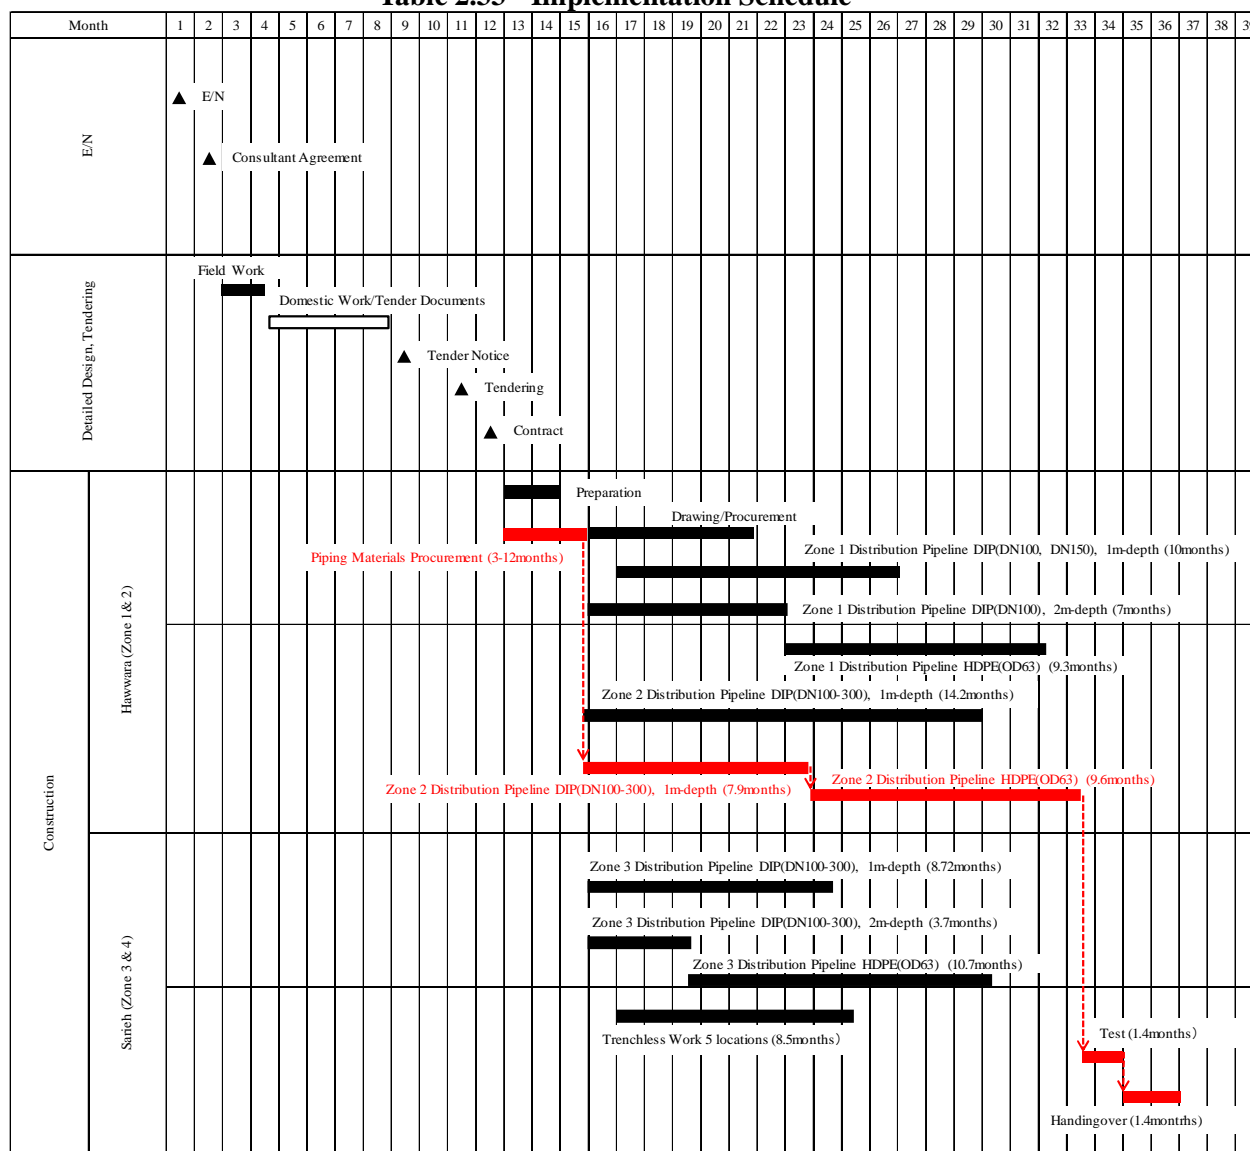 Table 2.33 Implementation Schedule
Month 1 2 3 4 5 6 7 8 9 10 11 12 13 14 15 16 17 18 19 20 21 22 23 24 25 26 27 28 29 30 31 32 33 34 35 36 37 38 39
E/N
E/N
Consultant Agreement
Detailed Design, Tendering
Field Work
Domestic Work/Tender Documents
Tender Notice
Tendering
Contract
Construction
Hawwara (Zone 1 & 2)
Preparation
Drawing/Procurement
Piping Materials Procurement (3-12months)
Zone 1 Distribution Pipeline DIP(DN100, DN150), 1m-depth (10months)
Zone 1 Distribution Pipeline DIP(DN100), 2m-depth (7months)
Zone 1 Distribution Pipeline HDPE(OD63) (9.3months)
Zone 2 Distribution Pipeline DIP(DN100-300), 1m-depth (14.2months)
Zone 2 Distribution Pipeline DIP(DN100-300), 1m-depth (7.9months)
Zone 2 Distribution Pipeline HDPE(OD63) (9.6months)
Sarieh (Zone 3 & 4)
Zone 3 Distribution Pipeline DIP(DN100-300), 1m-depth (8.72months)
Zone 3 Distribution Pipeline DIP(DN100-300), 2m-depth (3.7months)
Zone 3 Distribution Pipeline HDPE(OD63) (10.7months)
Trenchless Work 5 locations (8.5months)
Test (1.4months)
Handingover (1.4montrhs)